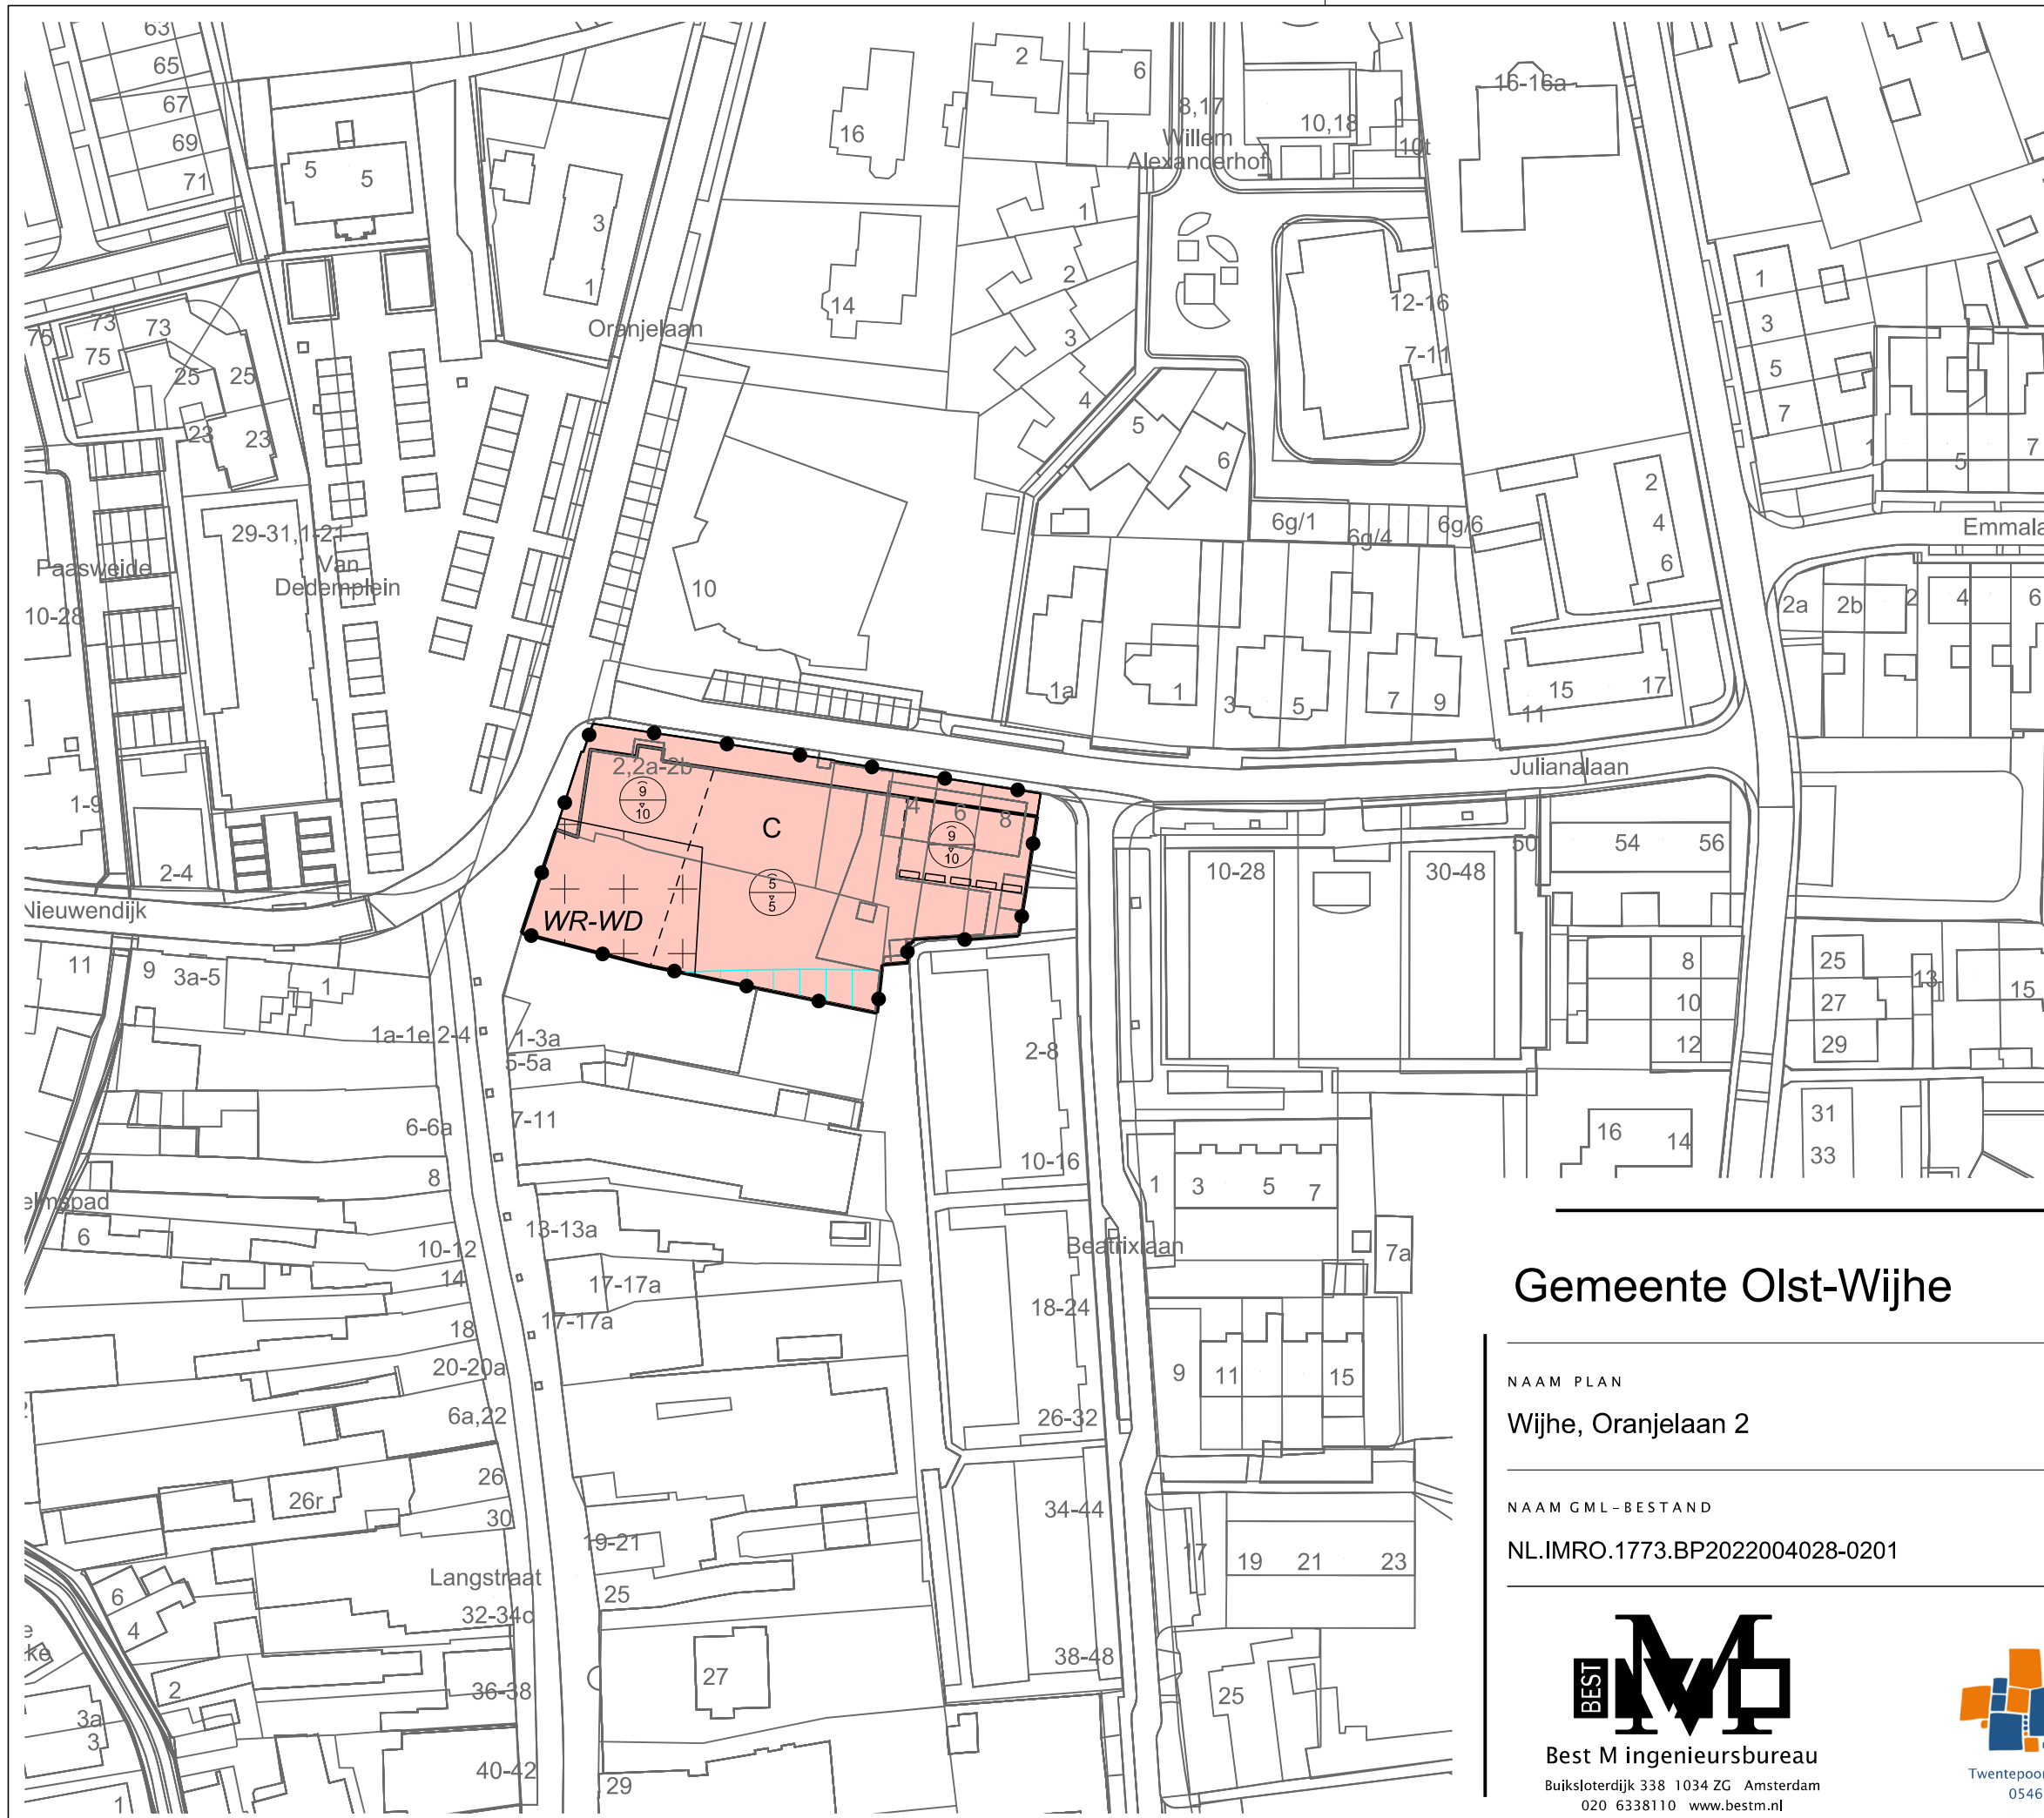 63
65
67
69
71
5
5
3
1
16
14
2
6
8,17
Willem
Alexanderhof
10,18
10t
16-16a
1
2
3
4
5
6
12-16
7-11
Oranjelaan
1
3
5
7
1
5
7
75
73
73
75
25
25
23
23
29-31,1-21
Van
Dedemplein
Paasweide
10-28
1-9
2-4
10
6g/1
6g/4
6g/6
2
4
6
Emmala
2a
2b
2
4
6
1a
1
3
5
7
9
11
15
17
Julianalaan
2,2a-2b
9
10
C
4
6
8
9
10
5
5
WR-WD
Nieuwendijk
10-28
30-48
50
54
56
11
9
3a-5
1
1a-1e
2-4
1-3a
5-5a
7-11
6-6a
8
2-8
10-16
8
10
12
25
27
29
13
15
31
33
16
14
1
3
5
7
7a
elmspad
6
10-12
14
13-13a
17-17a
17-17a
18
20-20a
6a,22
26
26r
30
Beatrixlaan
18-24
26-32
9
11
15
34-44
38-48
17
19
21
23
25
19-21
25
27
29
Langstraat
32-34c
36-38
40-42
6
4
2
3a
3
1
e
ke
Gemeente Olst-Wijhe
NAAM PLAN
Wijhe, Oranjelaan 2
NAAM GML-BESTAND
NL.IMRO.1773.BP2022004028-0201
BEST
M
Best M ingenieursbureau
Buiksloterdijk 338 1034 ZG Amsterdam
020 6338110 www.bestm.nl
Twentepoor
0546